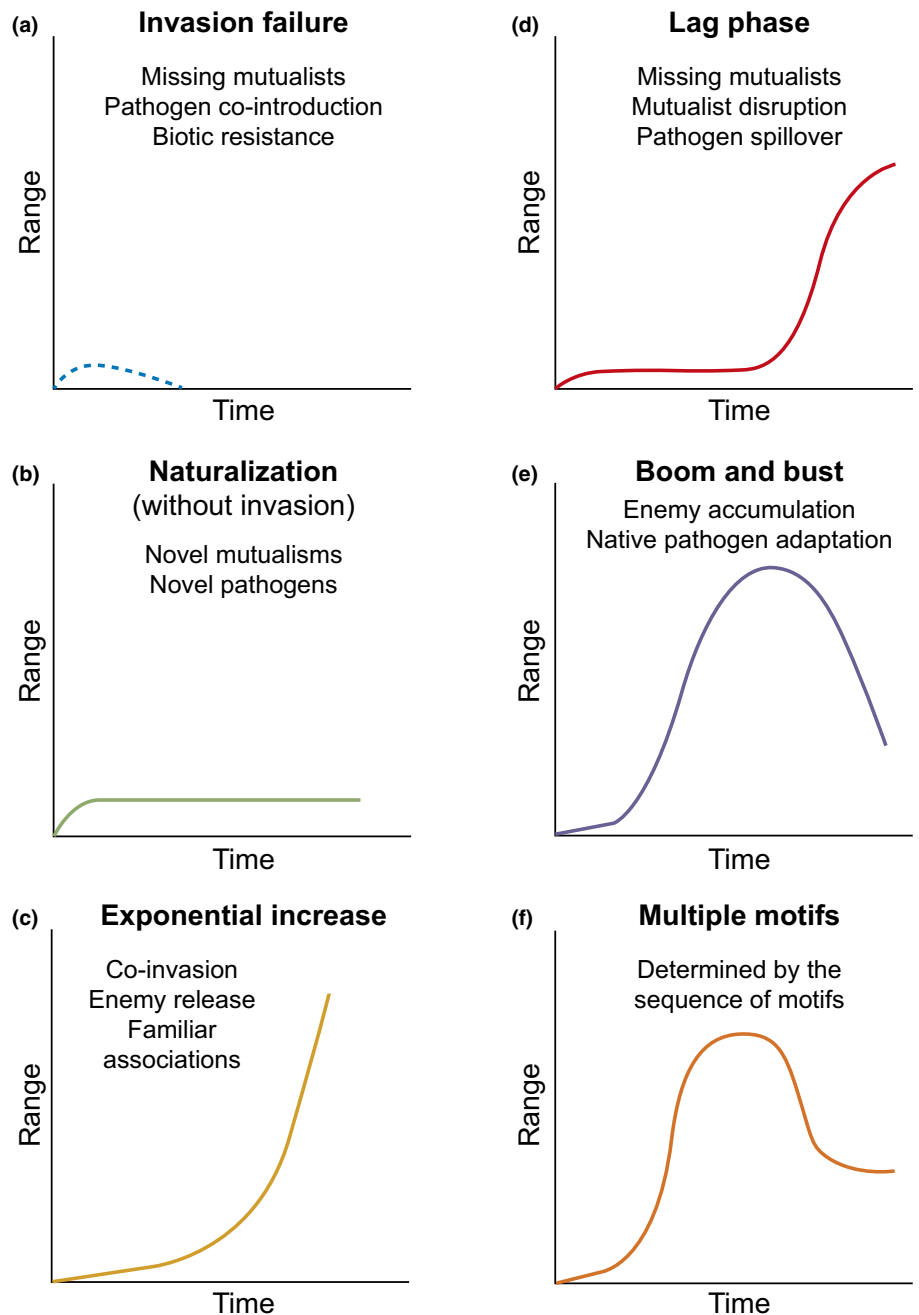 (a) Invasion failure
Missing mutualists
Pathogen co-introduction
Biotic resistance
Range
Time
(b) Naturalization
(without invasion)
Novel mutualisms
Novel pathogens
Range
Time
(c) Exponential increase
Co-invasion
Enemy release
Familiar
associations
Range
Time
(d) Lag phase
Missing mutualists
Mutualist disruption
Pathogen spillover
Range
Time
(e) Boom and bust
Enemy accumulation
Native pathogen adaptation
Range
Time
(f) Multiple motifs
Determined by the
sequence of motifs
Range
Time